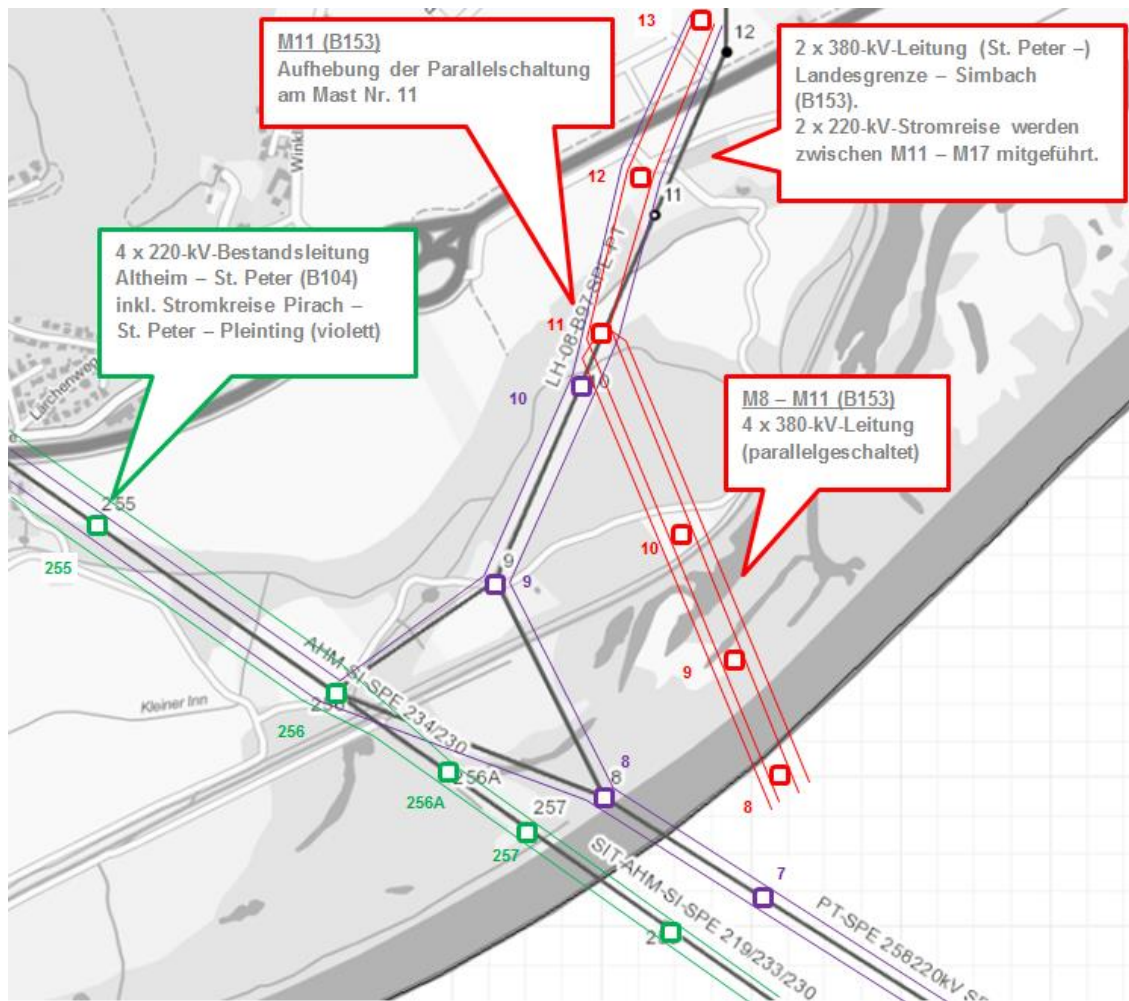 13
12
M11 (B153)
Aufhebung der Parallelschaltung
am Mast Nr. 11
2 x 380-kV-Leitung (St. Peter –)
Landesgrenze – Simbach
(B153).
2 x 220-kV-Stromreise werden
zwischen M11 – M17 mitgeführt.
Winkl
12
11
4 x 220-kV-Bestandsleitung
Altheim – St. Peter (B104)
inkl. Stromkreise Pirach –
St. Peter – Pleinting (violett)
LH-08-B97-SPE-PT
11
10
10
Lärchenweg
M8 – M11 (B153)
4 x 380-kV-Leitung
(parallelgeschaltet)
255
255
10
9
9
AHM-SI-SPE 234/230
9
Kleiner Inn
256
8
8
8
256A
256A
257
257
SIT-AHM-SI-SPE 219/233/230
7
PT-SPE 256220kV